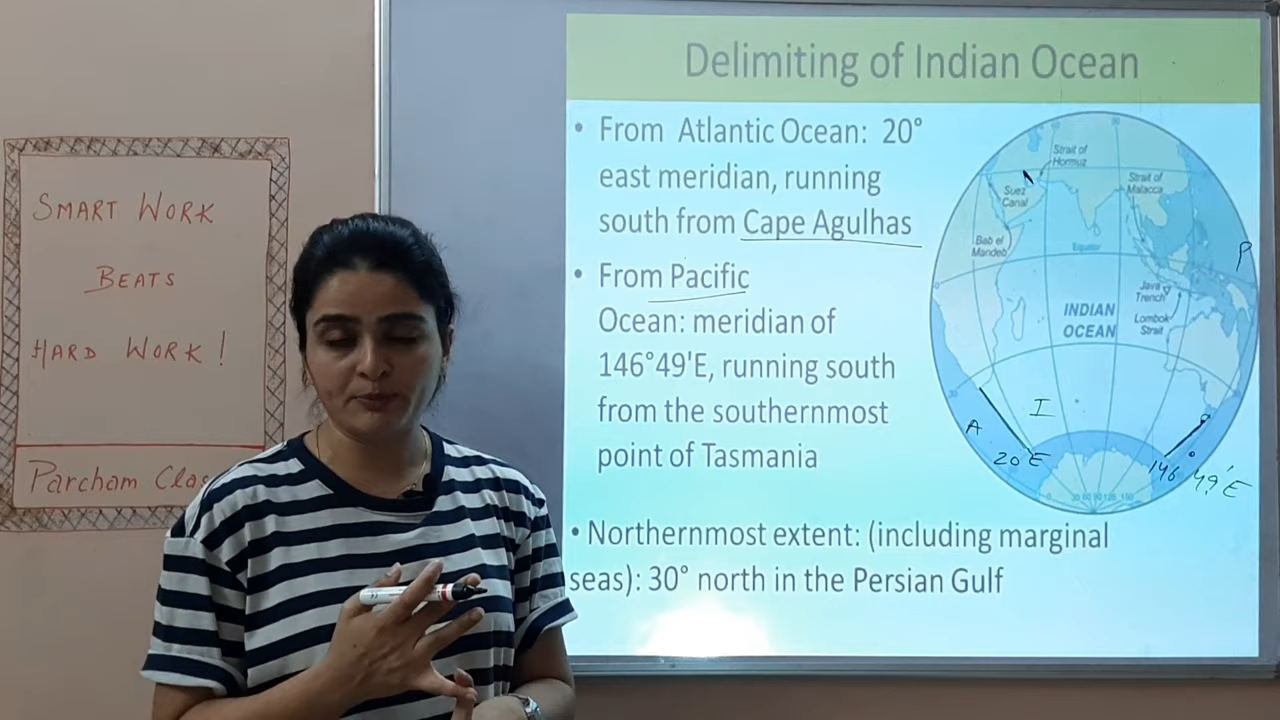 SMART WORK
BEATS
HARD WORK!
Parcham Clas
Delimiting of Indian Ocean
• From Atlantic Ocean: 20°
east meridian, running
south from Cape Agulhas
• From Pacific
Ocean: meridian of
146°49'E, running south
from the southernmost
point of Tasmania
• Northernmost extent: (including marginal
seas): 30° north in the Persian Gulf
Strait of
Hormuz
Suez
Canal
Strait of
Malacca
Bab el
Mandeb
Equator
P
Java
Trench
INDIAN
OCEAN
Lombok
Strait
I
A
20 E
146°49'E